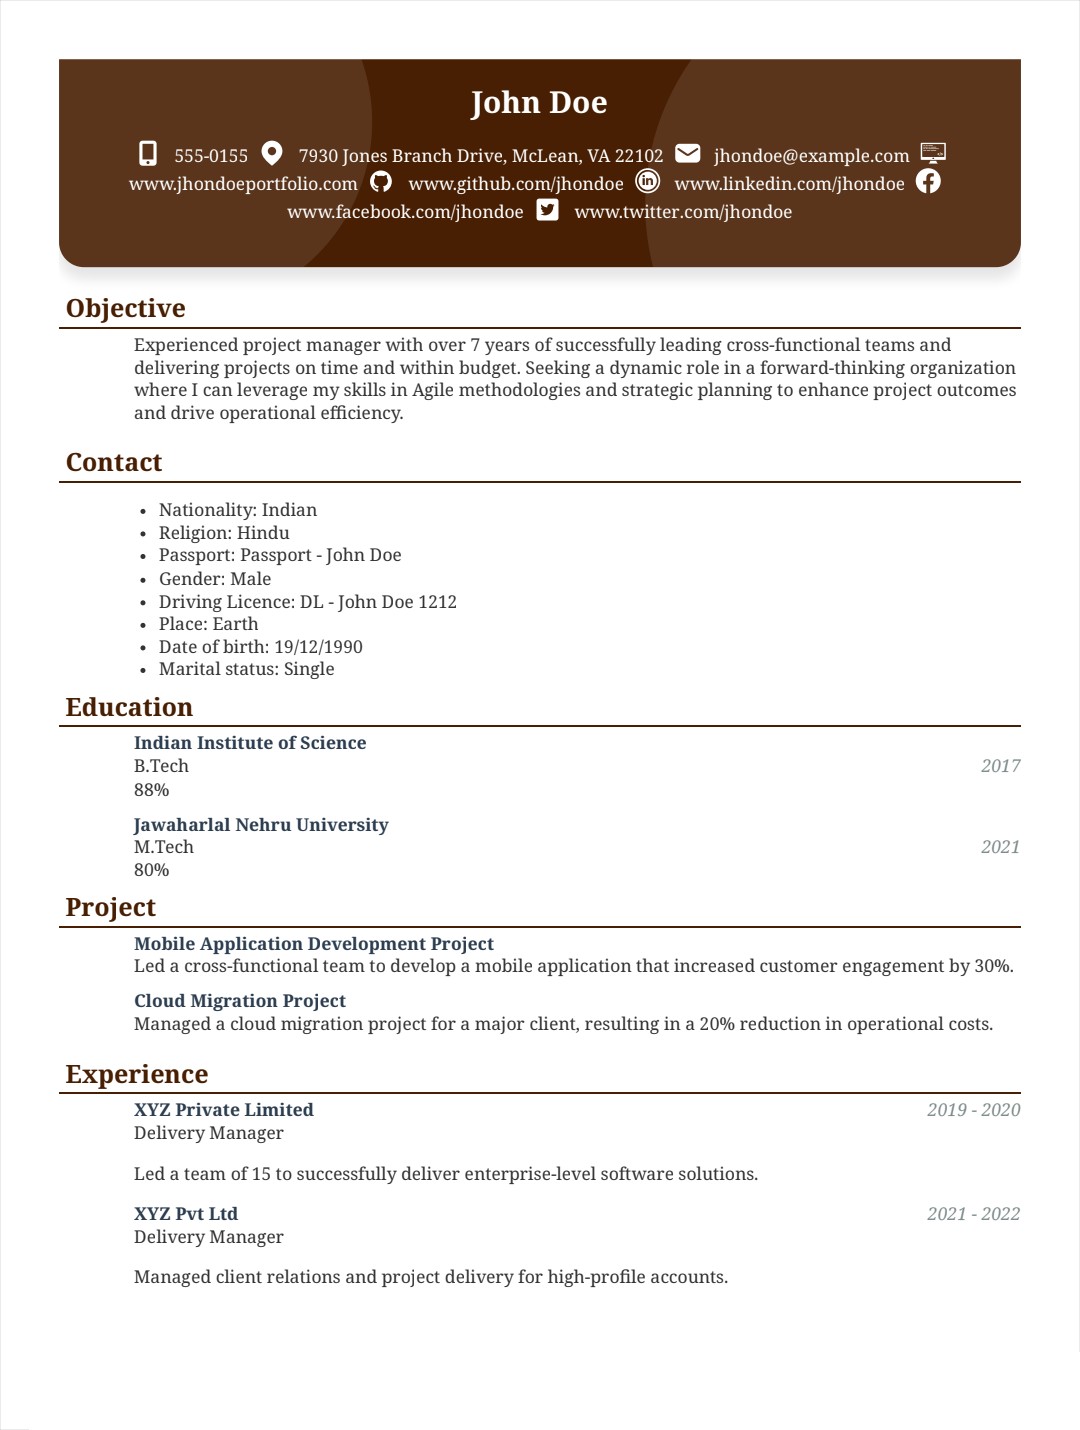 John Doe
555-0155 7930 Jones Branch Drive, McLean, VA 22102 jhondoe@example.com
www.jhondoeportfolio.com www.github.com/jhondoe www.linkedin.com/jhondoe
www.facebook.com/jhondoe www.twitter.com/jhondoe
Objective
Experienced project manager with over 7 years of successfully leading cross-functional teams and
delivering projects on time and within budget. Seeking a dynamic role in a forward-thinking organization
where I can leverage my skills in Agile methodologies and strategic planning to enhance project outcomes
and drive operational efficiency.
Contact
• Nationality: Indian
• Religion: Hindu
• Passport: Passport - John Doe
• Gender: Male
• Driving Licence: DL - John Doe 1212
• Place: Earth
• Date of birth: 19/12/1990
• Marital status: Single
Education
Indian Institute of Science
B.Tech 2017
88%
Jawaharlal Nehru University
M.Tech 2021
80%
Project
Mobile Application Development Project
Led a cross-functional team to develop a mobile application that increased customer engagement by 30%.
Cloud Migration Project
Managed a cloud migration project for a major client, resulting in a 20% reduction in operational costs.
Experience
XYZ Private Limited 2019 - 2020
Delivery Manager
Led a team of 15 to successfully deliver enterprise-level software solutions.
XYZ Pvt Ltd 2021 - 2022
Delivery Manager
Managed client relations and project delivery for high-profile accounts.